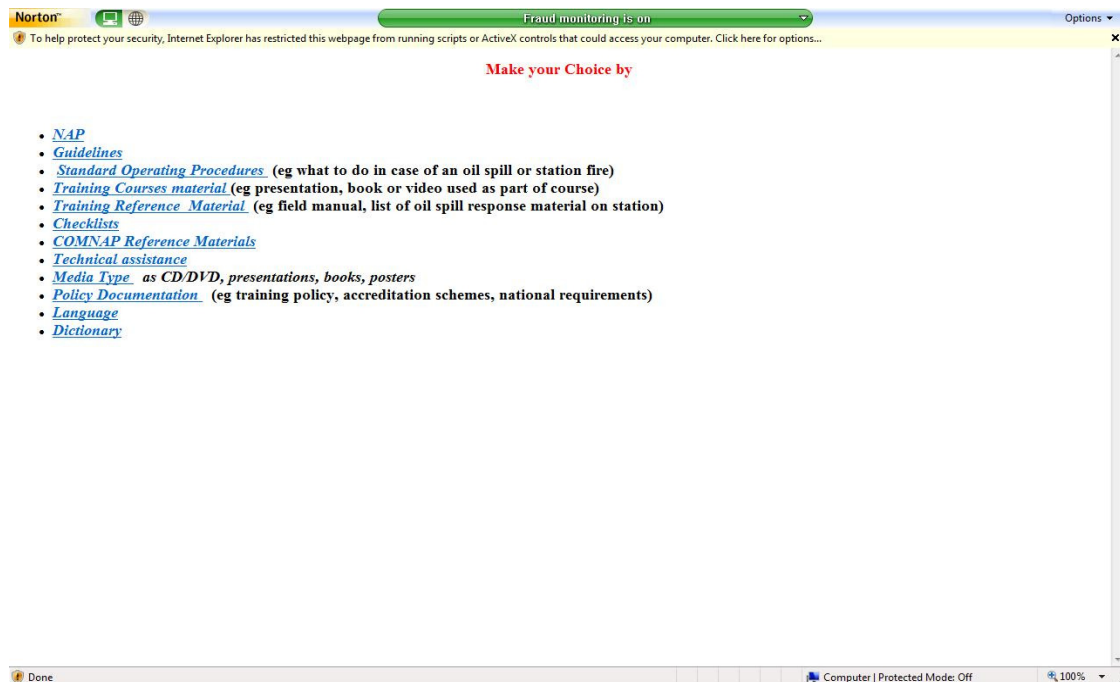 Norton™ Fraud monitoring is on Options
To help protect your security, Internet Explorer has restricted this webpage from running scripts or ActiveX controls that could access your computer. Click here for options...
Make your Choice by
NAP
Guidelines
Standard Operating Procedures (eg what to do in case of an oil spill or station fire)
Training Courses material (eg presentation, book or video used as part of course)
Training Reference Material (eg field manual, list of oil spill response material on station)
Checklists
COMNAP Reference Materials
Technical assistance
Media Type as CD/DVD, presentations, books, posters
Policy Documentation (eg training policy, accreditation schemes, national requirements)
Language
Dictionary
Done Computer | Protected Mode: Off 100%